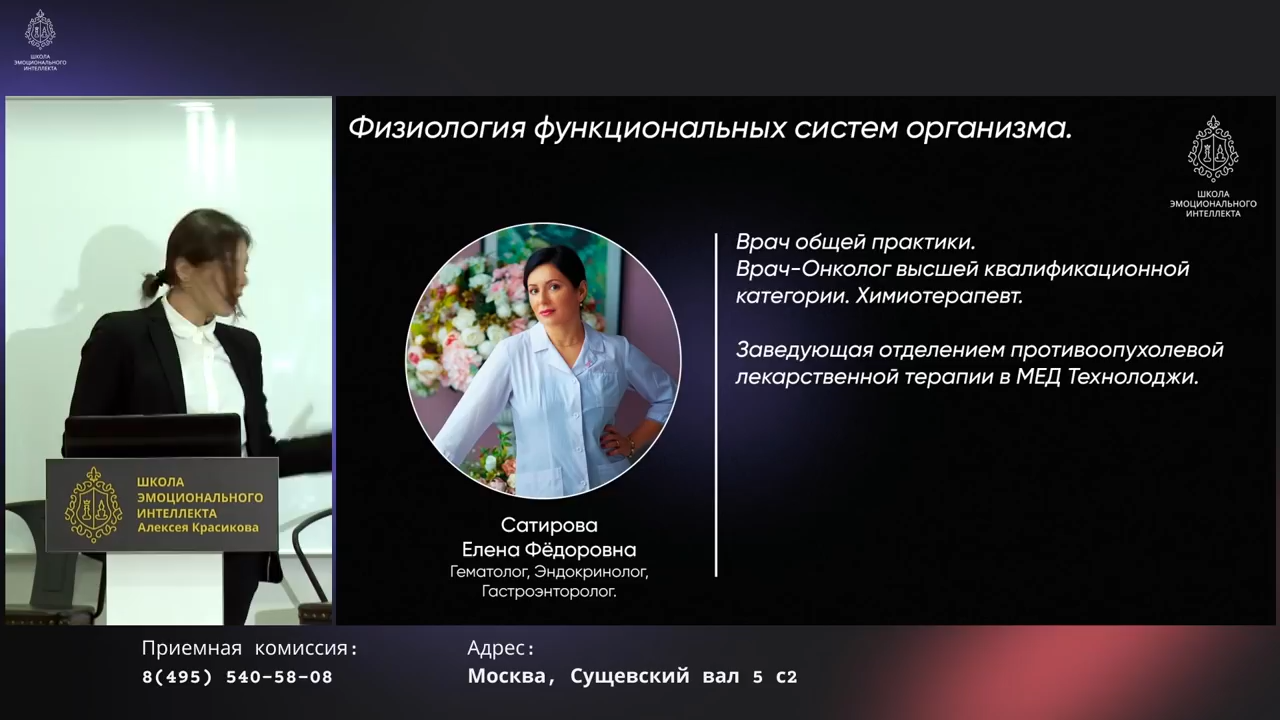 ШКОЛА
ЭМОЦИОНАЛЬНОГО
ИНТЕЛЛЕКТА
Физиология функциональных систем организма.
ШКОЛА
ЭМОЦИОНАЛЬНОГО
ИНТЕЛЛЕКТА
Врач общей практики.
Врач-Онколог высшей квалификационной
категории. Химиотерапевт.
Заведующая отделением противоопухолевой
лекарственной терапии в МЕД Технолоджи.
Сатирова
Елена Фёдоровна
Гематолог, Эндокринолог,
Гастроэнторолог.
ШКОЛА
ЭМОЦИОНАЛЬНОГО
ИНТЕЛЛЕКТА
Алексея Красикова
Приемная комиссия:
8(495) 540-58-08
Адрес:
Москва, Сущевский вал 5 с2